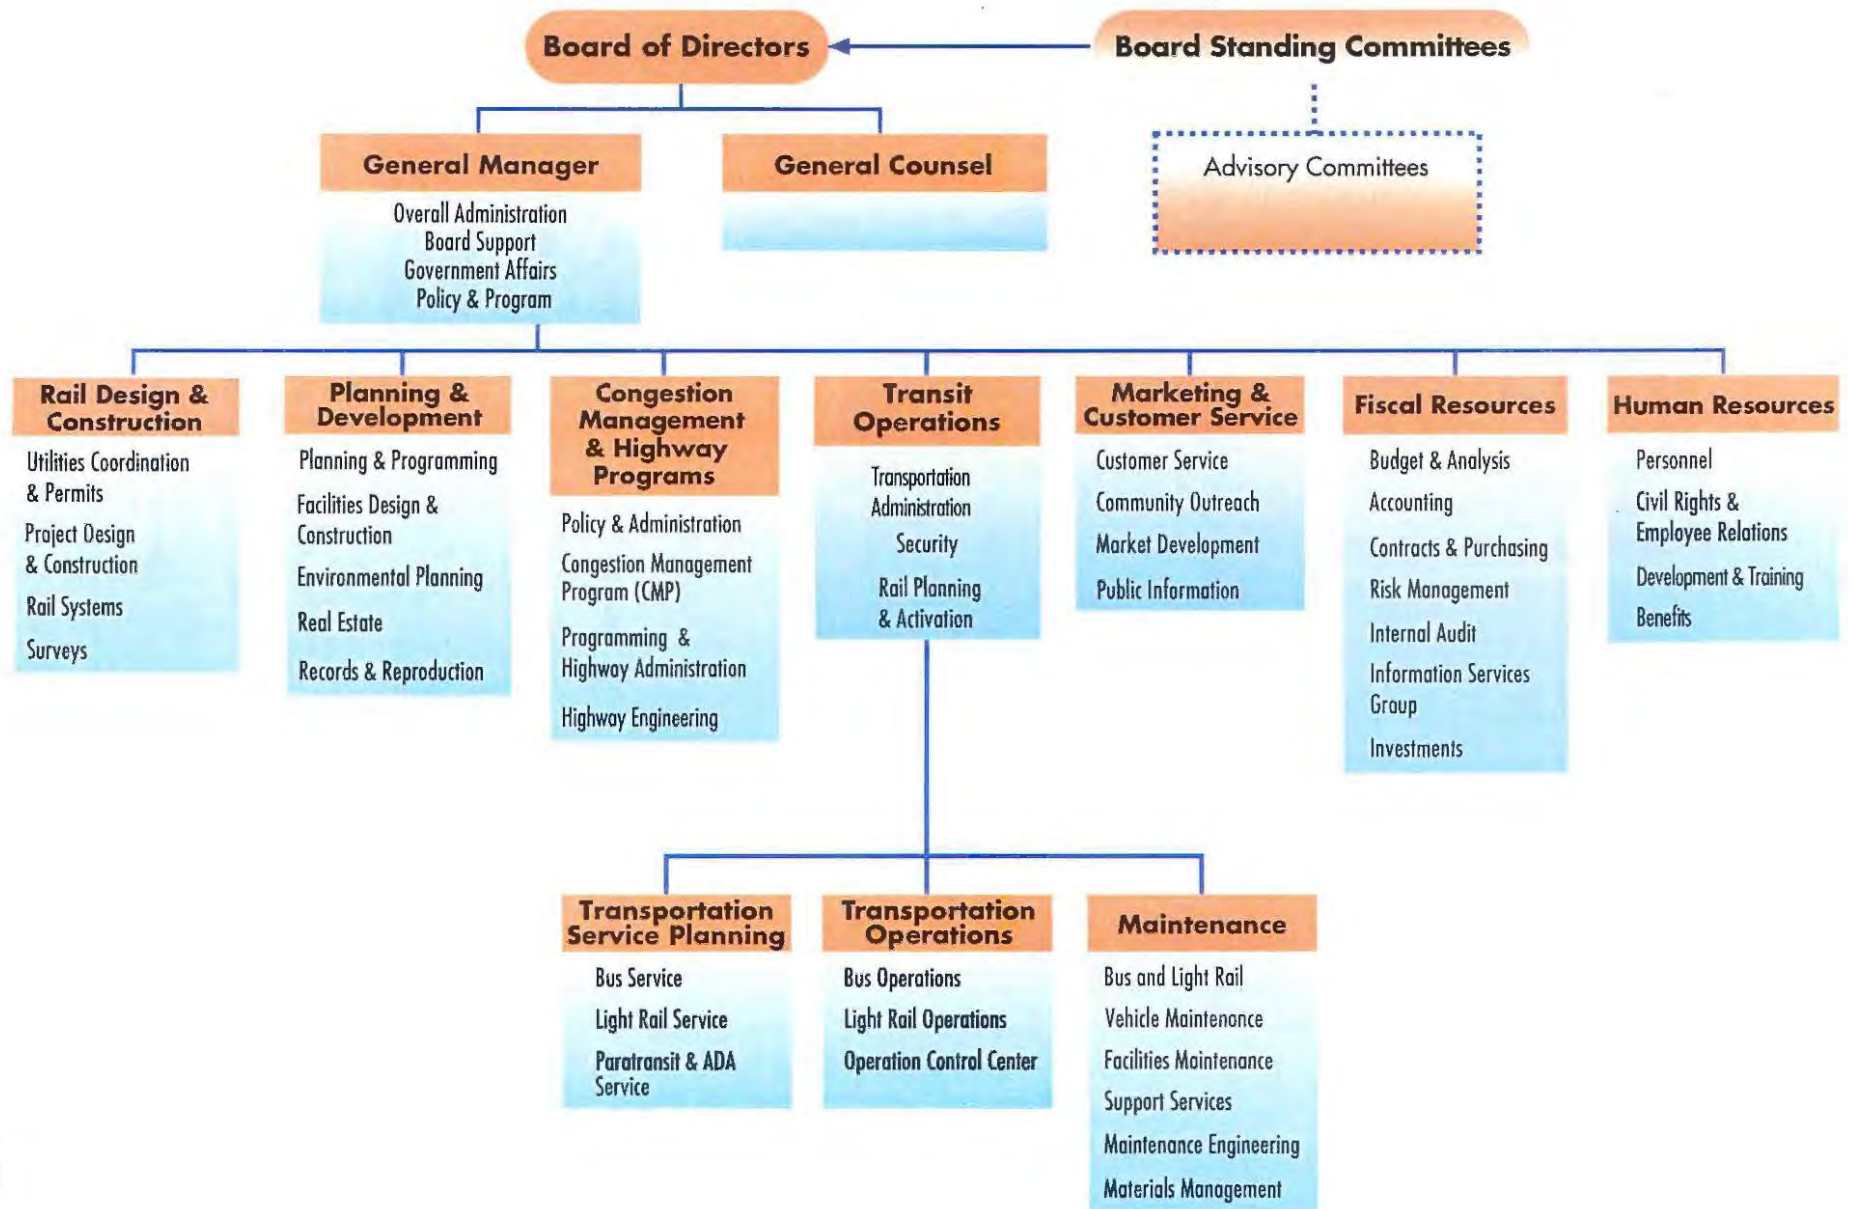 Board of Directors
Board Standing Committees
General Manager
General Counsel
Advisory Committees
Overall Administration
Board Support
Government Affairs
Policy & Program
Rail Design &
Construction
Utilities Coordination
& Permits
Project Design
& Construction
Rail Systems
Surveys
Planning &
Development
Planning & Programming
Facilities Design &
Construction
Environmental Planning
Real Estate
Records & Reproduction
Congestion
Management
& Highway
Programs
Policy & Administration
Congestion Management
Program (CMP)
Programming &
Highway Administration
Highway Engineering
Transit
Operations
Transportation
Administration
Security
Rail Planning
& Activation
Marketing &
Customer Service
Customer Service
Community Outreach
Market Development
Public Information
Fiscal Resources
Budget & Analysis
Accounting
Contracts & Purchasing
Risk Management
Internal Audit
Information Services
Group
Investments
Human Resources
Personnel
Civil Rights &
Employee Relations
Development & Training
Benefits
Transportation
Service Planning
Bus Service
Light Rail Service
Paratransit & ADA
Service
Transportation
Operations
Bus Operations
Light Rail Operations
Operation Control Center
Maintenance
Bus and Light Rail
Vehicle Maintenance
Facilities Maintenance
Support Services
Maintenance Engineering
Materials Management